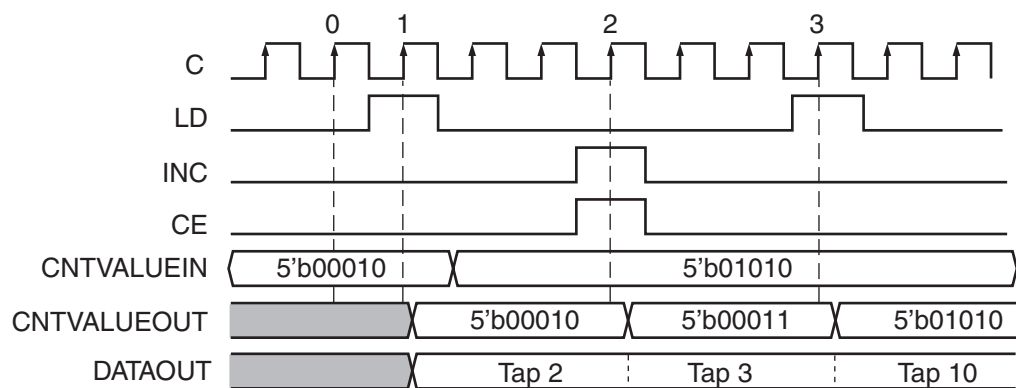 0 1 2 3
C
LD
INC
CE
CNTVALUEIN 5'b00010 5'b01010
CNTVALUEOUT 5'b00010 5'b00011 5'b01010
DATAOUT Tap 2 Tap 3 Tap 10